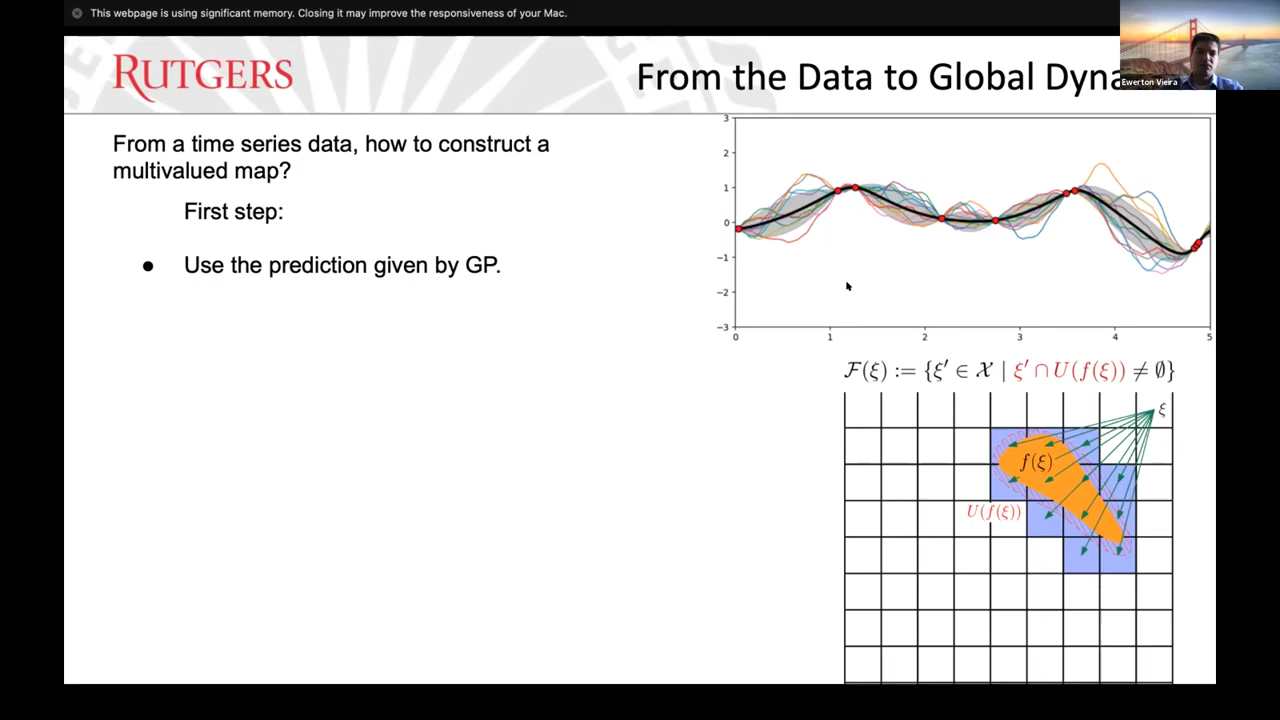 This webpage is using significant memory. Closing it may improve the responsiveness of your Mac.
RUTGERS
From the Data to Global Dyna
Ewerton Vieira
From a time series data, how to construct a
multivalued map?
First step:
● Use the prediction given by GP.
3
2
1
0
−1
−2
−3
0 1 2 3 4 5
ℱ(ξ) := {ξ′ ∈ 𝒳 | ξ′ ∩ U(f(ξ)) ≠ ∅}
ξ
f(ξ)
U(f(ξ))